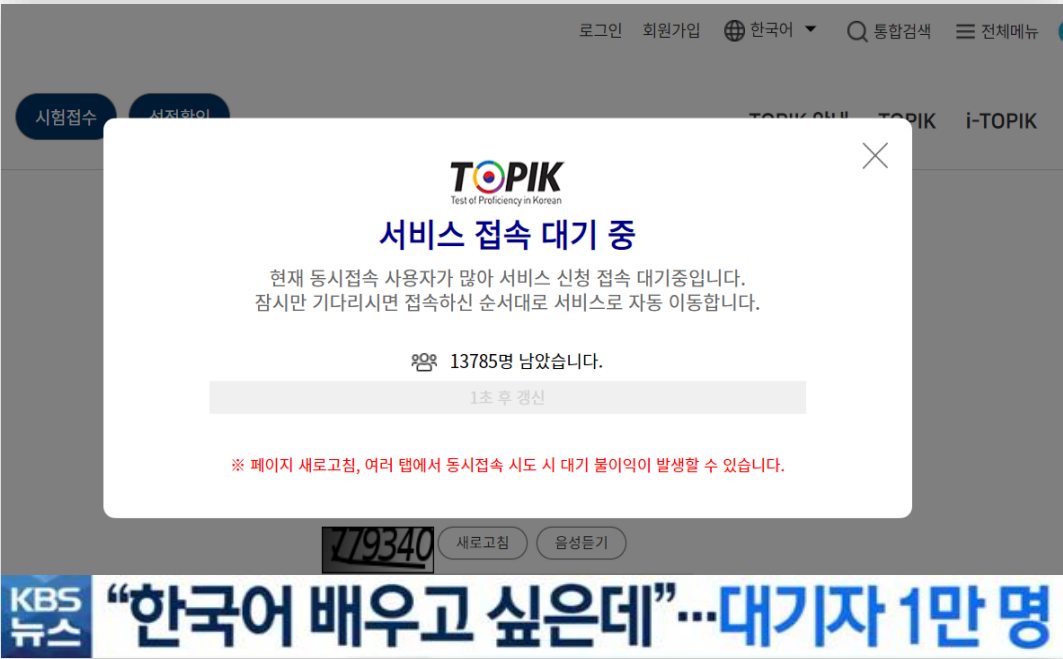 로그인 회원가입 한국어 통합검색 전체메뉴
시험접수 성적확인 TOPIK 안내 TOPIK i-TOPIK
TOPIK
Test of Proficiency in Korean
서비스 접속 대기 중
현재 동시접속 사용자가 많아 서비스 신청 접속 대기중입니다.
잠시만 기다리시면 접속하신 순서대로 서비스로 자동 이동합니다.
13785명 남았습니다.
1초 후 갱신
※ 페이지 새로고침, 여러 탭에서 동시접속 시도 시 대기 불이익이 발생할 수 있습니다.
779340 새로고침 음성듣기
KBS
뉴스
“한국어 배우고 싶은데”…대기자 1만 명